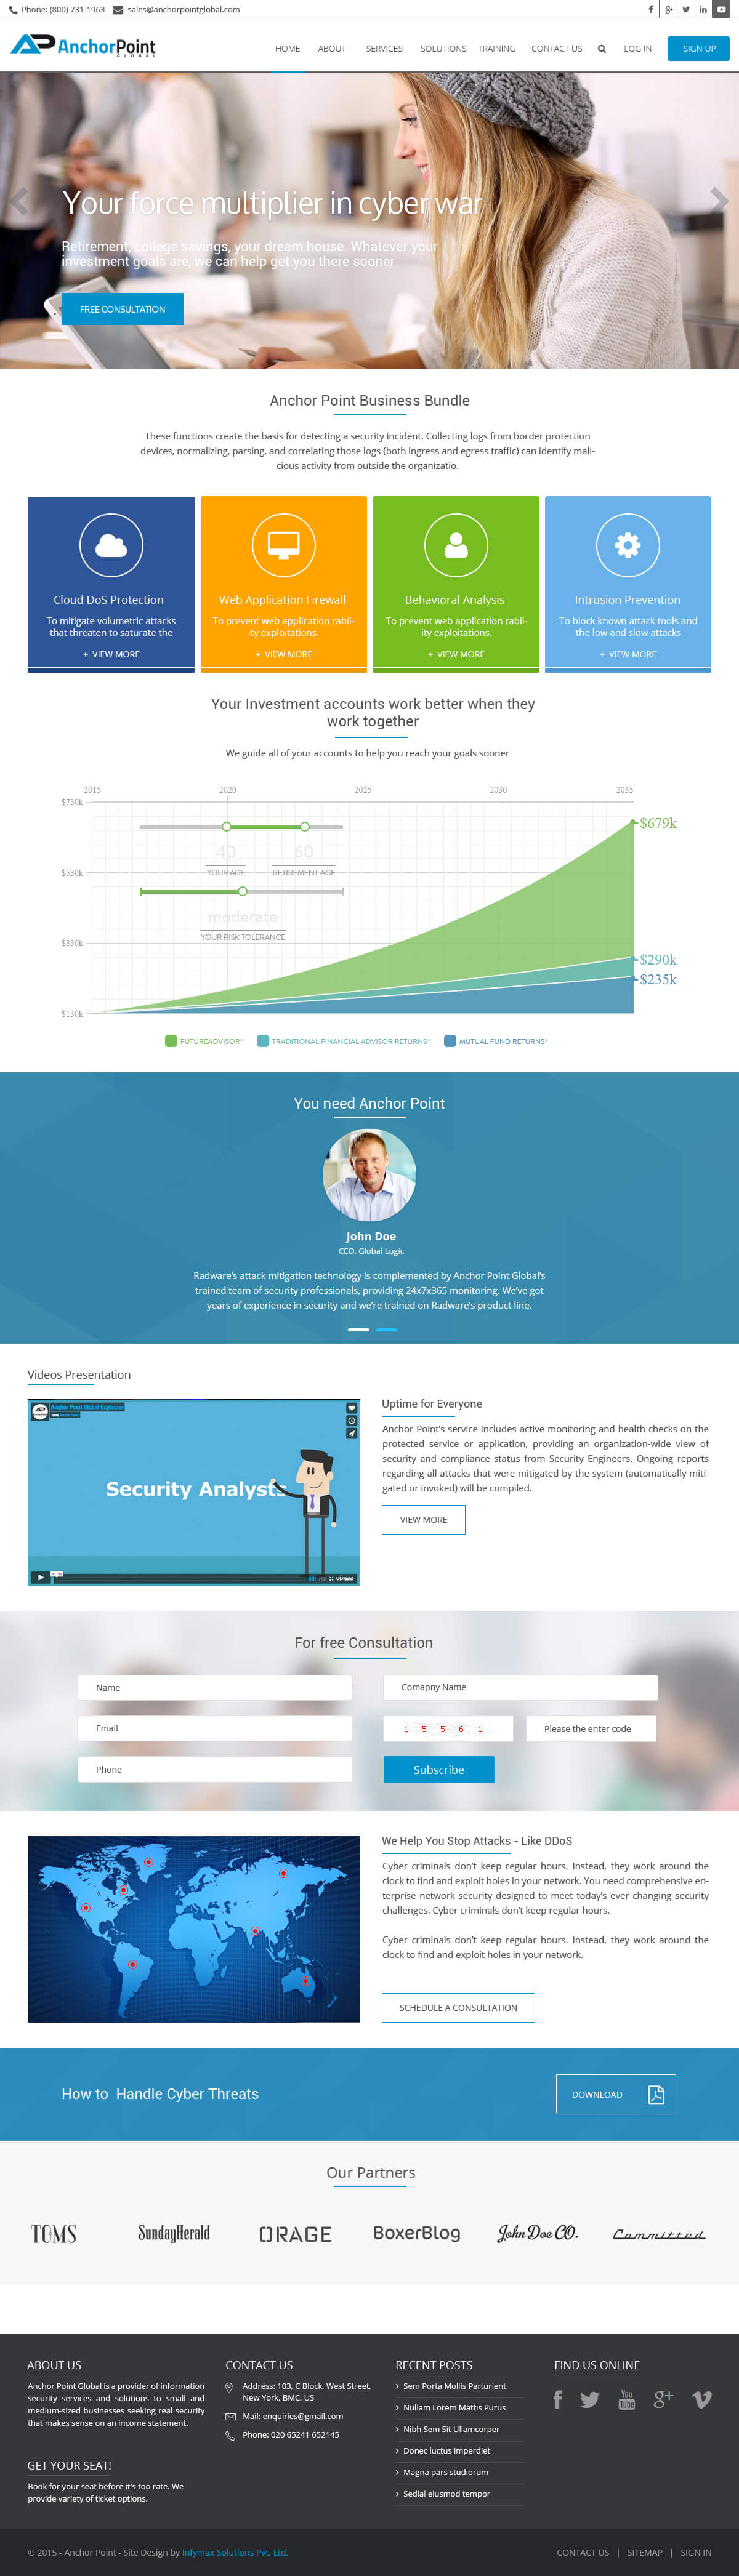 Phone: (800) 731-1963 sales@anchorpointglobal.com
AnchorPoint
GLOBAL
HOME ABOUT SERVICES SOLUTIONS TRAINING CONTACT US LOG IN SIGN UP
Your force multiplier in cyber war
Retirement, college savings, your dream house. Whatever your
investment goals are, we can help get you there sooner
FREE CONSULTATION
Anchor Point Business Bundle
These functions create the basis for detecting a security incident. Collecting logs from border protection
devices, normalizing, parsing, and correlating those logs (both ingress and egress traffic) can identify mali-
cious activity from outside the organizatio.
Cloud DoS Protection
To mitigate volumetric attacks
that threaten to saturate the
+ VIEW MORE
Web Application Firewall
To prevent web application rabil-
ity exploitations.
+ VIEW MORE
Behavioral Analysis
To prevent web application rabil-
ity exploitations.
+ VIEW MORE
Intrusion Prevention
To block known attack tools and
the low and slow attacks
+ VIEW MORE
Your Investment accounts work better when they
work together
We guide all of your accounts to help you reach your goals sooner
2015 2020 2025 2030 2035
$730k
$679k
40 60
YOUR AGE RETIREMENT AGE
$530k
moderate
YOUR RISK TOLERANCE
$330k
$290k
$235k
$130k
FUTUREADVISOR* TRADITIONAL FINANCIAL ADVISOR RETURNS* MUTUAL FUND RETURNS*
You need Anchor Point
John Doe
CEO, Global Logic
Radware's attack mitigation technology is complemented by Anchor Point Global's
trained team of security professionals, providing 24x7x365 monitoring. We've got
years of experience in security and we're trained on Radware's product line.
Videos Presentation
Anchor Point Global Explainer
Security Analysts
vimeo
Uptime for Everyone
Anchor Point's service includes active monitoring and health checks on the
protected service or application, providing an organization-wide view of
security and compliance status from Security Engineers. Ongoing reports
regarding all attacks that were mitigated by the system (automatically miti-
gated or invoked) will be compiled.
VIEW MORE
For free Consultation
Name
Comapny Name
Email
1 5 5 6 1
Please the enter code
Phone
Subscribe
We Help You Stop Attacks - Like DDoS
Cyber criminals don't keep regular hours. Instead, they work around the
clock to find and exploit holes in your network. You need comprehensive en-
terprise network security designed to meet today's ever changing security
challenges. Cyber criminals don't keep regular hours.
Cyber criminals don't keep regular hours. Instead, they work around the
clock to find and exploit holes in your network.
SCHEDULE A CONSULTATION
How to Handle Cyber Threats
DOWNLOAD
Our Partners
TOMS
SundayHerald
ORAGE
BoxerBlog
John Doe CO.
Committed
ABOUT US
Anchor Point Global is a provider of information
security services and solutions to small and
medium-sized businesses seeking real security
that makes sense on an income statement.
GET YOUR SEAT!
Book for your seat before it's too rate. We
provide variety of ticket options.
CONTACT US
Address: 103, C Block, West Street,
New York, BMC, US
Mail: enquiries@gmail.com
Phone: 020 65241 652145
RECENT POSTS
Sem Porta Mollis Parturient
Nullam Lorem Mattis Purus
Nibh Sem Sit Ullamcorper
Donec luctus imperdiet
Magna pars studiorum
Sedial eiusmod tempor
FIND US ONLINE
You Tube
© 2015 - Anchor Point - Site Design by Infymax Solutions Pvt. Ltd.
CONTACT US | SITEMAP | SIGN IN